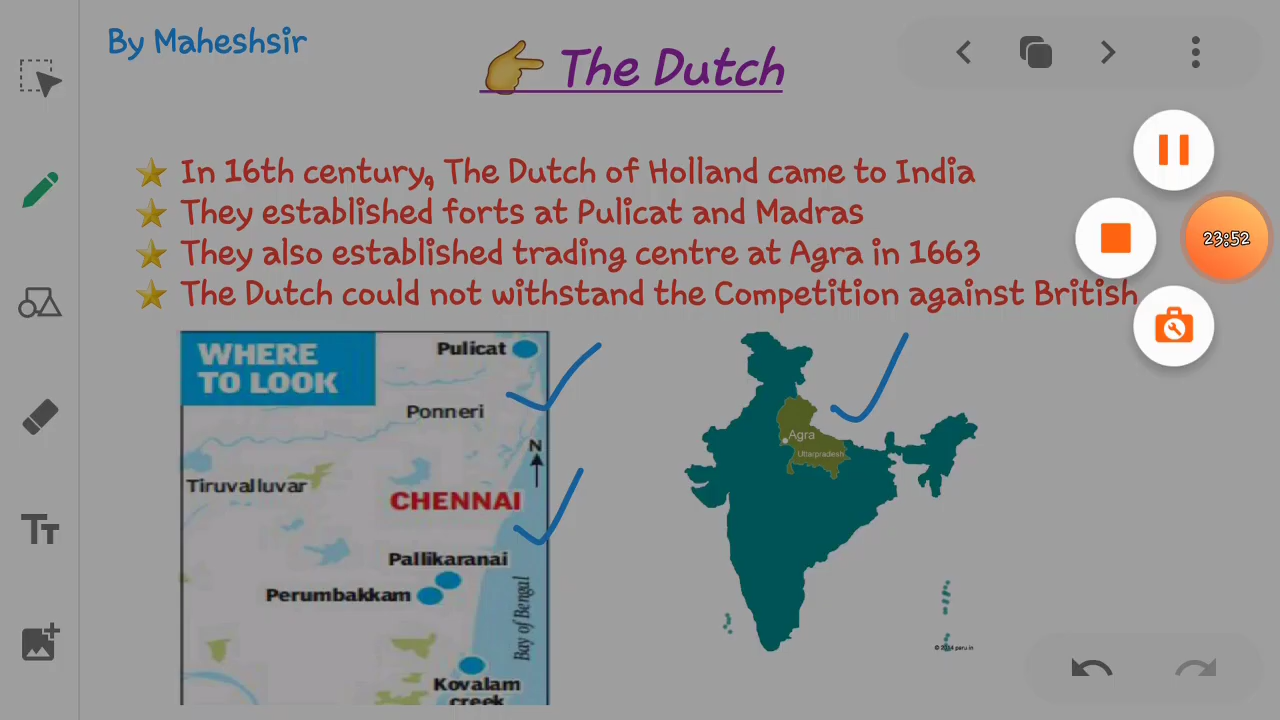 By Maheshsir
The Dutch
In 16th century, The Dutch of Holland came to India
They established forts at Pulicat and Madras
They also established trading centre at Agra in 1663
The Dutch could not withstand the Competition against British
23:52
WHERE
TO LOOK
Pulicat
Ponneri
N
Tiruvalluvar
CHENNAI
Pallikaranai
Perumbakkam
Bay of Bengal
Kovalam
creek
Agra
Uttarpradesh
Tt